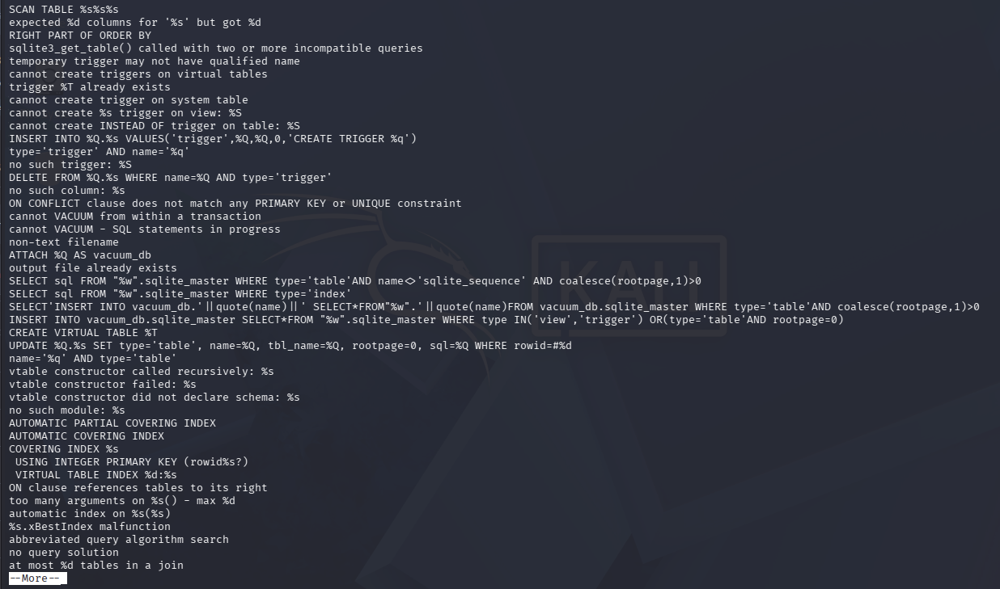 SCAN TABLE %s%s%s
expected %d columns for '%s' but got %d
RIGHT PART OF ORDER BY
sqlite3_get_table() called with two or more incompatible queries
temporary trigger may not have qualified name
cannot create triggers on virtual tables
trigger %T already exists
cannot create trigger on system table
cannot create %s trigger on view: %S
cannot create INSTEAD OF trigger on table: %S
INSERT INTO %Q.%s VALUES('trigger',%Q,%Q,0,'CREATE TRIGGER %q')
type='trigger' AND name='%q'
no such trigger: %S
DELETE FROM %Q.%s WHERE name=%Q AND type='trigger'
no such column: %s
ON CONFLICT clause does not match any PRIMARY KEY or UNIQUE constraint
cannot VACUUM from within a transaction
cannot VACUUM - SQL statements in progress
non-text filename
ATTACH %Q AS vacuum_db
output file already exists
SELECT sql FROM "%w".sqlite_master WHERE type='table'AND name<>'sqlite_sequence' AND coalesce(rootpage,1)>0
SELECT sql FROM "%w".sqlite_master WHERE type='index'
SELECT'INSERT INTO vacuum_db.'||quote(name)||' SELECT*FROM"%w".'||quote(name)FROM vacuum_db.sqlite_master WHERE type='table'AND coalesce(rootpage,1)>0
INSERT INTO vacuum_db.sqlite_master SELECT*FROM "%w".sqlite_master WHERE type IN('view','trigger') OR(type='table'AND rootpage=0)
CREATE VIRTUAL TABLE %T
UPDATE %Q.%s SET type='table', name=%Q, tbl_name=%Q, rootpage=0, sql=%Q WHERE rowid=#%d
name='%q' AND type='table'
vtable constructor called recursively: %s
vtable constructor failed: %s
vtable constructor did not declare schema: %s
no such module: %s
AUTOMATIC PARTIAL COVERING INDEX
AUTOMATIC COVERING INDEX
COVERING INDEX %s
 USING INTEGER PRIMARY KEY (rowid%s?)
 VIRTUAL TABLE INDEX %d:%s
ON clause references tables to its right
too many arguments on %s() - max %d
automatic index on %s(%s)
%s.xBestIndex malfunction
abbreviated query algorithm search
no query solution
at most %d tables in a join
--More--
KALI